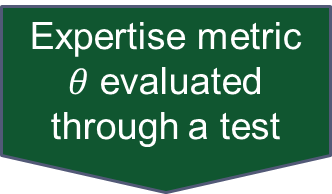 Expertise metric
θ evaluated
through a test